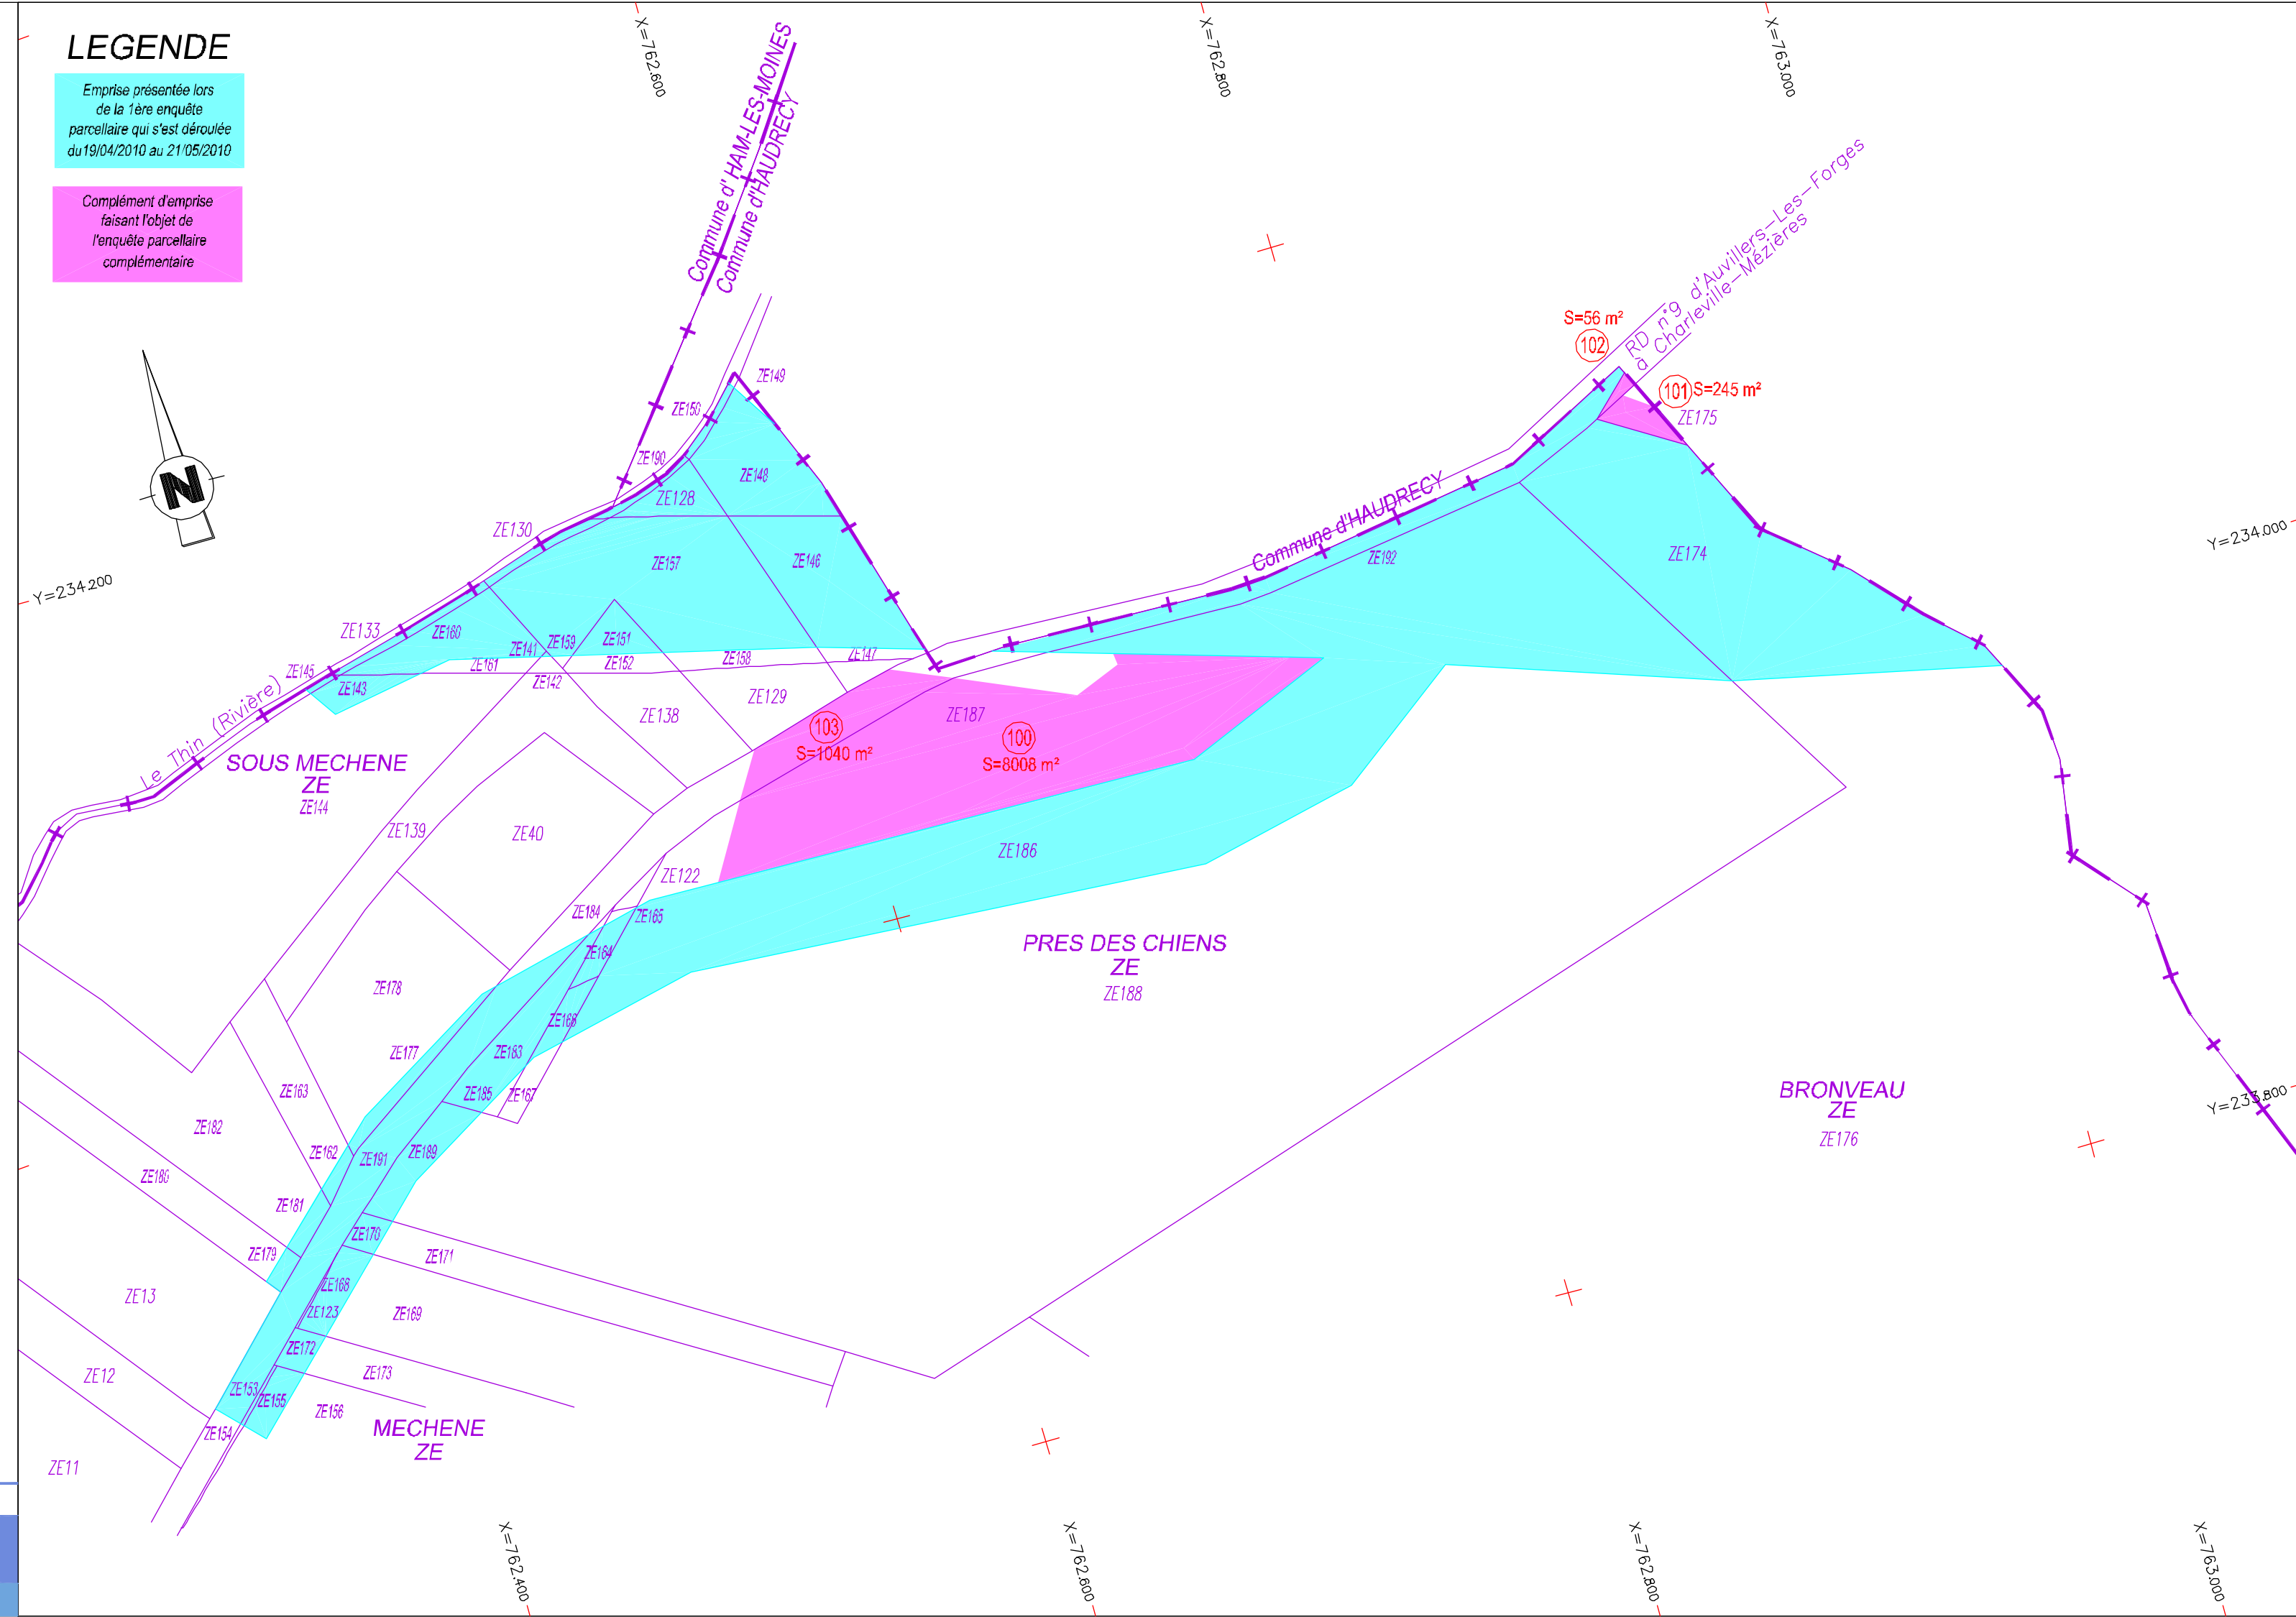 LEGENDE
Emprise présentée lors
de la 1ère enquête
parcellaire qui s'est déroulée
du19/04/2010 au 21/05/2010
Complément d'emprise
faisant l'objet de
l'enquête parcellaire
complémentaire
X=762.600
X=762.800
X=763.000
Commune d' HAM-LES-MOINES
Commune d'HAUDRECY
RD n°9 d'Auvillers-Les-Forges
à Charleville-Mézières
S=56 m²
102
101
S=245 m²
ZE175
ZE149
ZE150
ZE190
ZE148
ZE128
ZE130
ZE157
ZE146
Commune d'HAUDRECY
ZE192
ZE174
Y=234.000
Y=234.200
ZE133
ZE160
ZE141
ZE159
ZE151
ZE152
ZE158
ZE147
ZE145
ZE143
ZE161
ZE142
ZE129
ZE138
ZE187
103
S=1040 m²
100
S=8008 m²
Le Thin (Rivière)
SOUS MECHENE
ZE
ZE144
ZE139
ZE40
ZE186
ZE122
ZE184
ZE165
ZE164
PRES DES CHIENS
ZE
ZE188
ZE178
ZE166
ZE177
ZE183
ZE185
ZE167
ZE163
ZE182
ZE162
ZE191
ZE189
ZE180
ZE181
ZE179
ZE170
ZE171
ZE168
ZE123
ZE169
ZE13
ZE172
ZE173
ZE12
ZE153
ZE155
ZE156
ZE154
ZE11
MECHENE
ZE
BRONVEAU
ZE
ZE176
Y=233.800
X=762.400
X=762.600
X=762.800
X=763.000
N